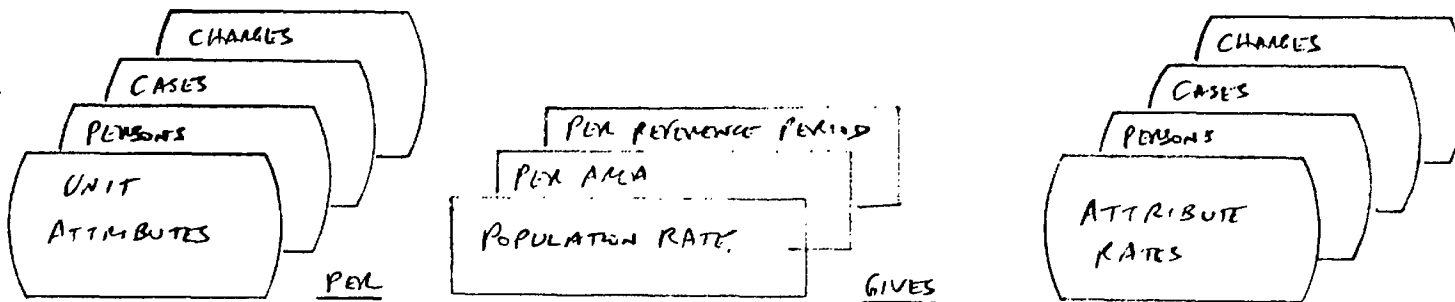 CHARGES
CASES
PERSONS
UNIT
ATTRIBUTES
PER
PER REFERENCE PERIOD
PER AREA
POPULATION RATE.
GIVES
CHARGES
CASES
PERSONS
ATTRIBUTE
RATES